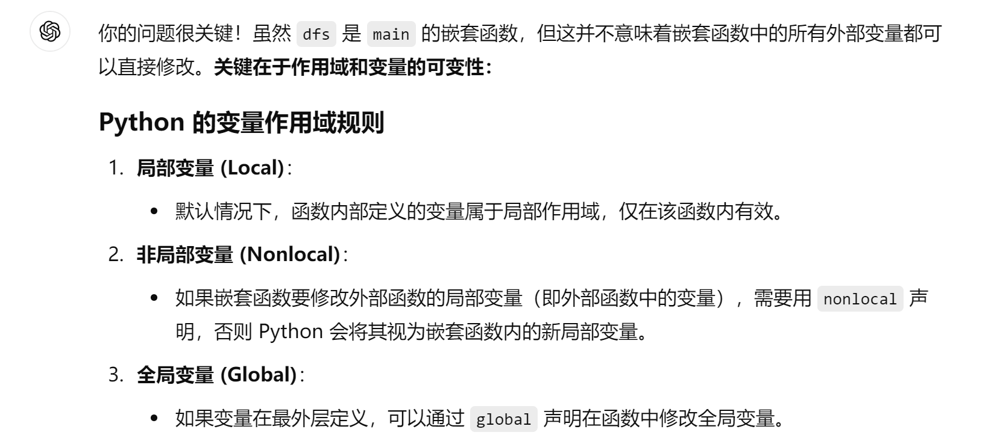 你的问题很关键！虽然 dfs 是 main 的嵌套函数，但这并不意味着嵌套函数中的所有外部变量都可
以直接修改。关键在于作用域和变量的可变性：
Python 的变量作用域规则
1. 局部变量 (Local)：
• 默认情况下，函数内部定义的变量属于局部作用域，仅在该函数内有效。
2. 非局部变量 (Nonlocal)：
• 如果嵌套函数要修改外部函数的局部变量（即外部函数中的变量），需要用 nonlocal 声
明，否则 Python 会将其视为嵌套函数内的新局部变量。
3. 全局变量 (Global)：
• 如果变量在最外层定义，可以通过 global 声明在函数中修改全局变量。